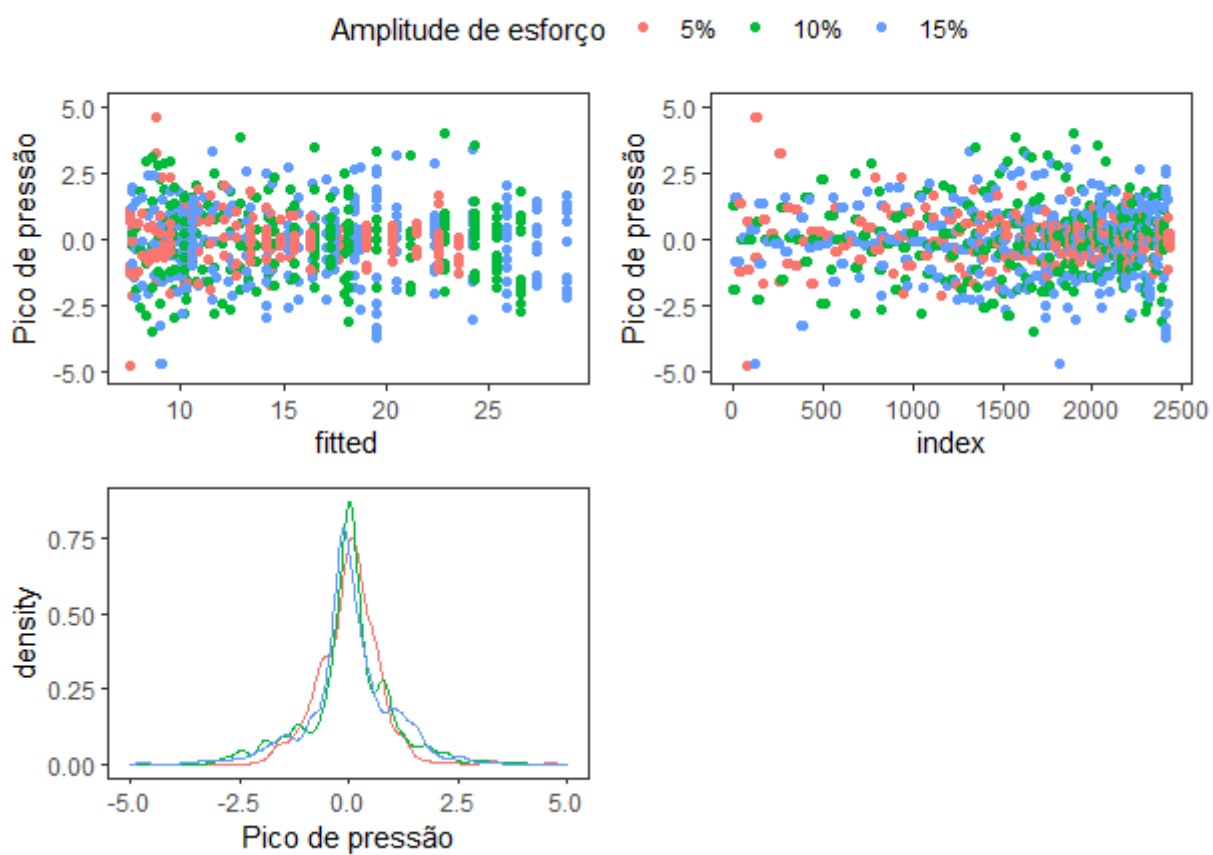 Amplitude de esforço 5% 10% 15%
Pico de pressão
5.0
2.5
0.0
-2.5
-5.0
10 15 20 25
fitted
Pico de pressão
5.0
2.5
0.0
-2.5
-5.0
0 500 1000 1500 2000 2500
index
density
0.75
0.50
0.25
0.00
-5.0 -2.5 0.0 2.5 5.0
Pico de pressão